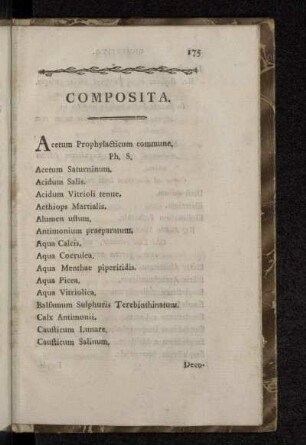 175
COMPOSITA.
Acetum Prophylacticum commune,
Ph. S,
Acetum Saturninum,
Acidum Salis,
Acidum Vitrioli tenue,
Aethiops Martialis,
Alumen uſtum,
Antimonium praeparatum,
Aqua Calcis,
Aqua Coerulea,
Aqua Menthae piperitidis.
Aqua Picea,
Aqua Vitriolica,
Balſamum Sulphuris Terebinthinatum.
Calx Antimonii,
Cauſticum Lunare,
Cauſticum Salinum,
Deco-